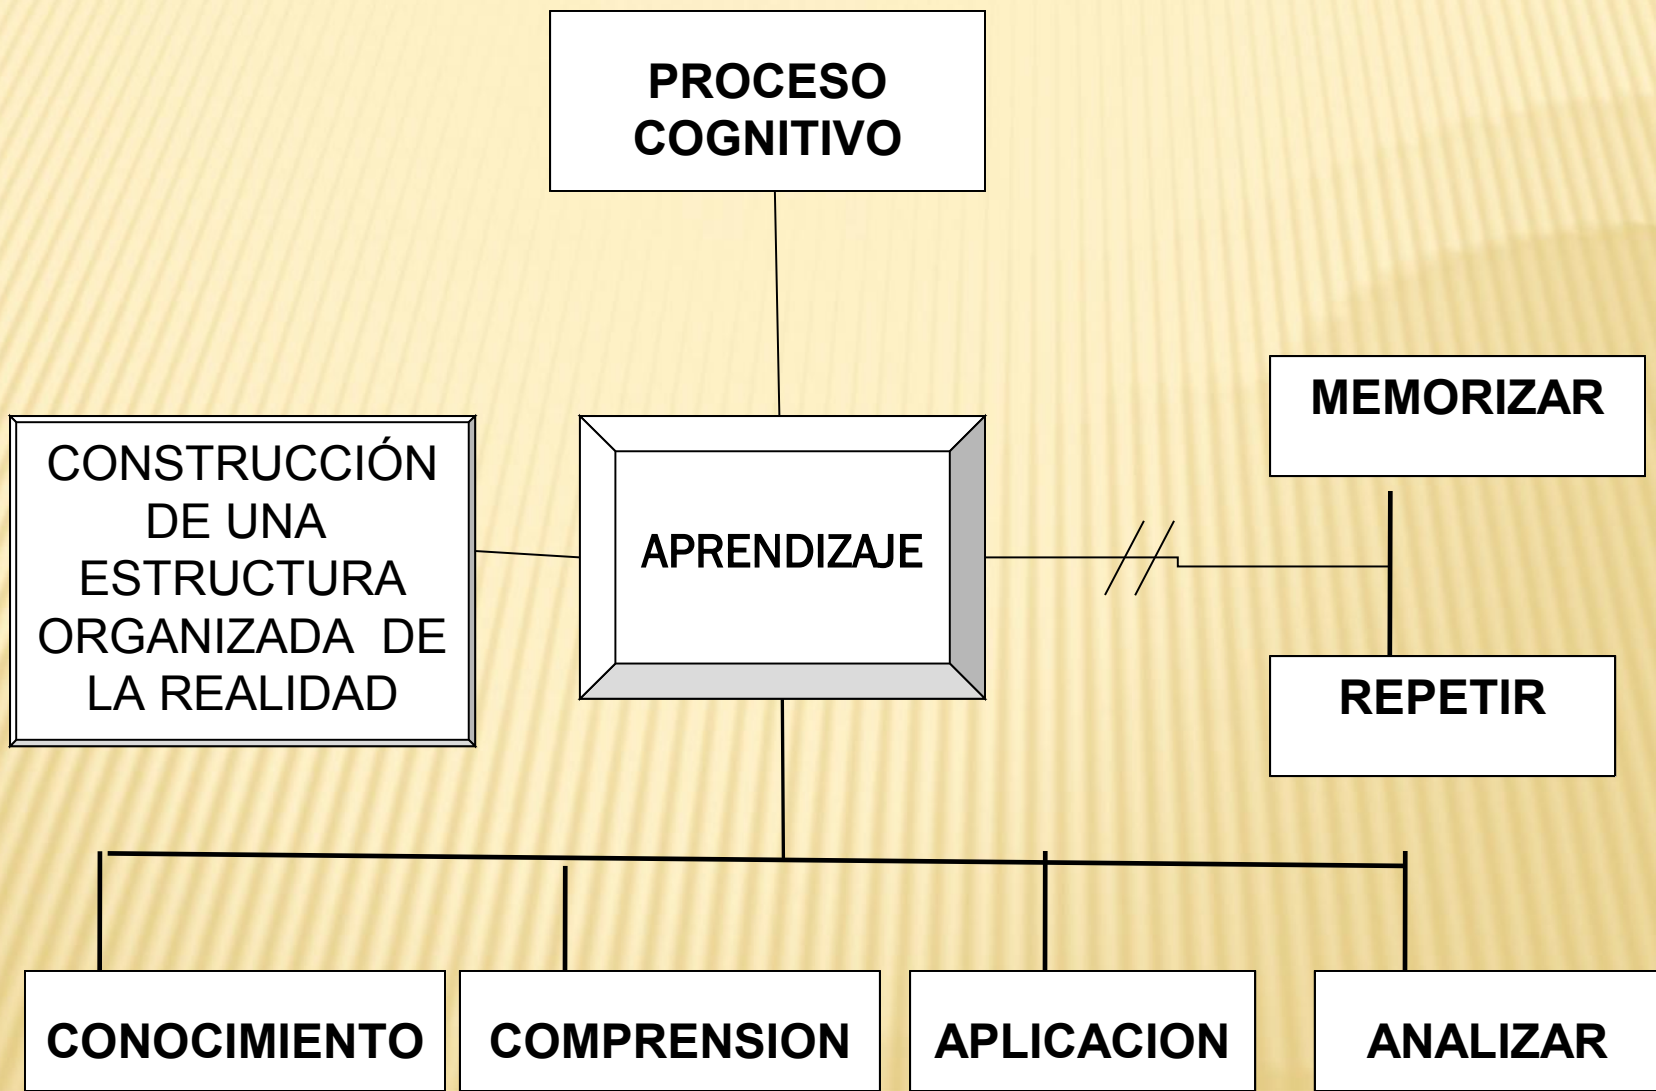 PROCESO
COGNITIVO
MEMORIZAR
CONSTRUCCIÓN
DE UNA
ESTRUCTURA
ORGANIZADA DE
LA REALIDAD
APRENDIZAJE
REPETIR
CONOCIMIENTO
COMPRENSION
APLICACION
ANALIZAR